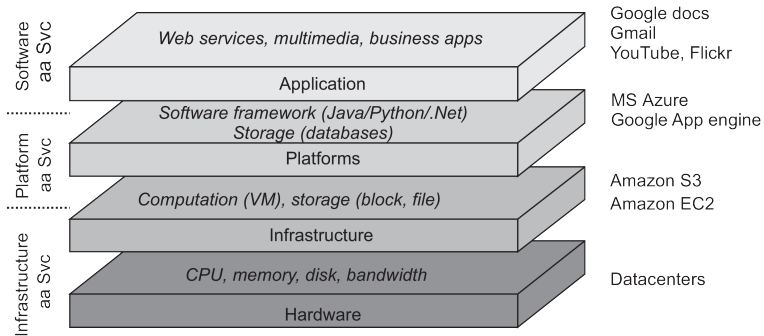 Software
aa Svc
Web services, multimedia, business apps
Application
Google docs
Gmail
YouTube, Flickr
Platform
aa Svc
Software framework (Java/Python/.Net)
Storage (databases)
Platforms
MS Azure
Google App engine
Infrastructure
aa Svc
Computation (VM), storage (block, file)
Infrastructure
Amazon S3
Amazon EC2
CPU, memory, disk, bandwidth
Hardware
Datacenters